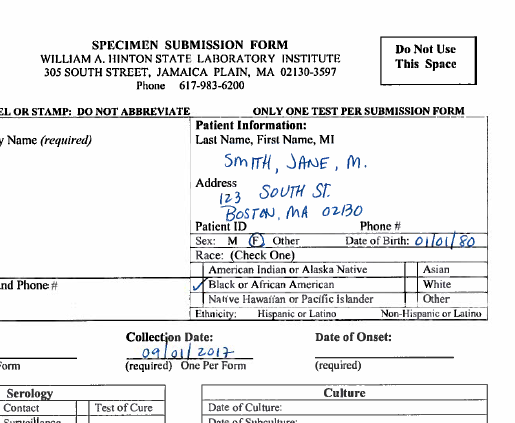 SPECIMEN SUBMISSION FORM
WILLIAM A. HINTON STATE LABORATORY INSTITUTE
305 SOUTH STREET, JAMAICA PLAIN, MA 02130-3597
Phone 617-983-6200
Do Not Use
This Space
EL OR STAMP: DO NOT ABBREVIATE ONLY ONE TEST PER SUBMISSION FORM
y Name (required)
Patient Information:
Last Name, First Name, MI
SMITH, JANE, M.
Address
123 SOUTH ST.
BOSTON, MA 02130
Patient ID Phone #
Sex: M F Other Date of Birth: 01/01/80
Race: (Check One)
American Indian or Alaska Native Asian
nd Phone # ✓ Black or African American White
Native Hawaiian or Pacific Islander Other
Ethnicity: Hispanic or Latino Non-Hispanic or Latino
Collection Date: Date of Onset:
09/01/2017
Form (required) One Per Form (required)
Serology Culture
Contact Test of Cure Date of Culture:
Surveillance Date of Subculture: